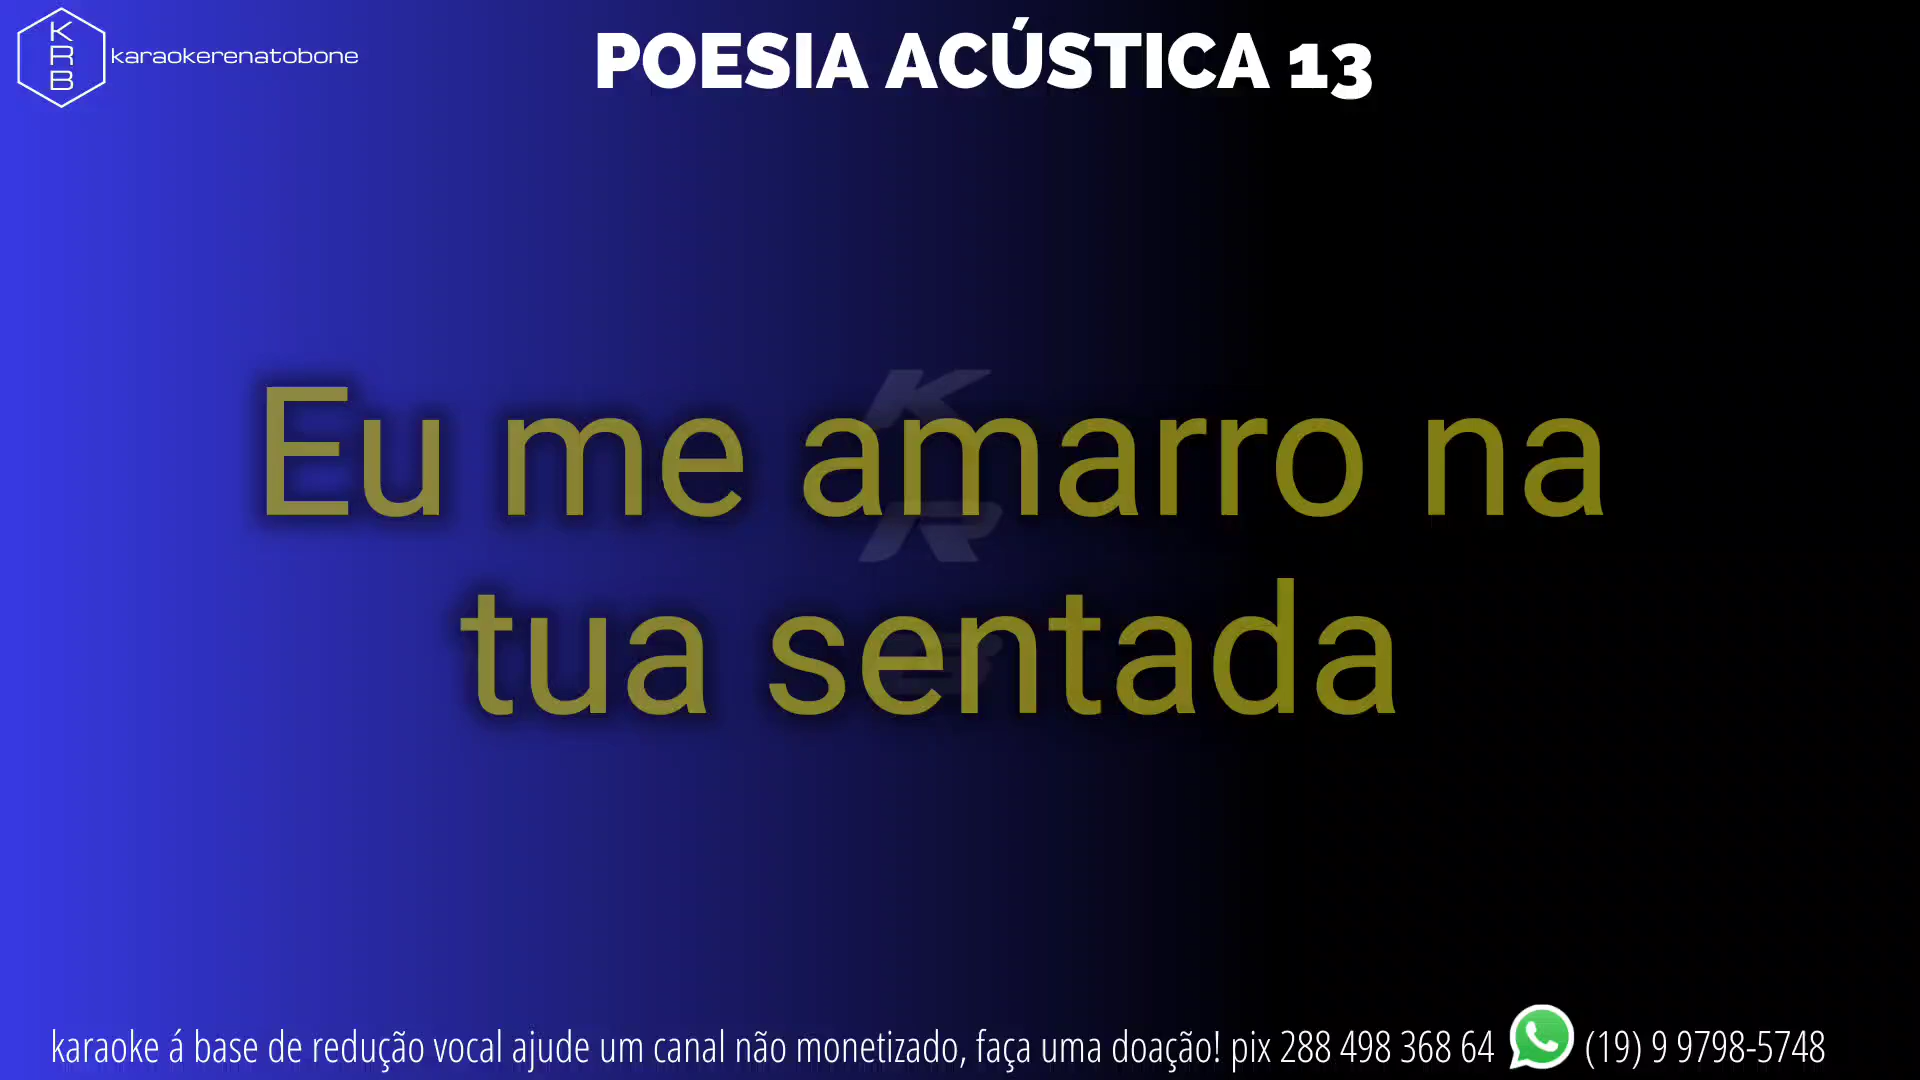 K
R
B
karaokerenatobone
POESIA ACÚSTICA 13
K
Eu me amarro na
R
tua sentada
B
karaoke á base de redução vocal ajude um canal não monetizado, faça uma doação! pix 288 498 368 64 (19) 9 9798-5748